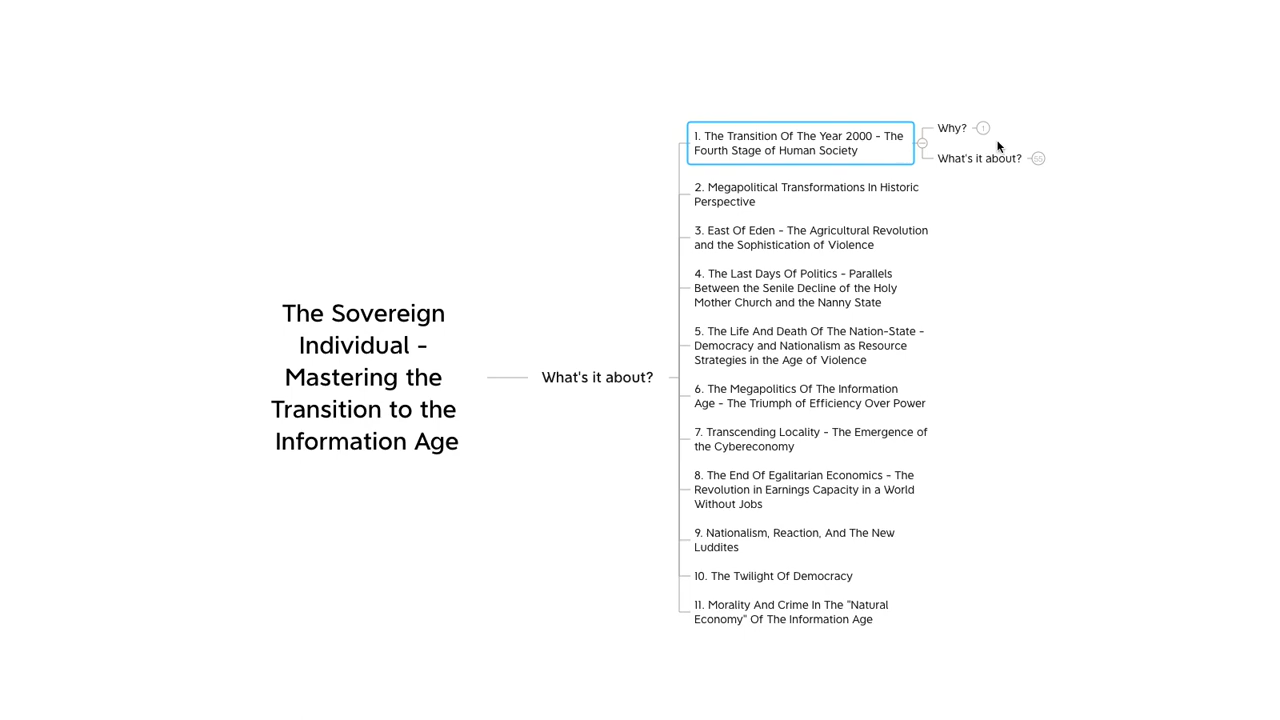 The Sovereign
Individual -
Mastering the
Transition to the
Information Age
What's it about?
1. The Transition Of The Year 2000 - The
Fourth Stage of Human Society
Why?
1
What's it about?
55
2. Megapolitical Transformations In Historic
Perspective
3. East Of Eden - The Agricultural Revolution
and the Sophistication of Violence
4. The Last Days Of Politics - Parallels
Between the Senile Decline of the Holy
Mother Church and the Nanny State
5. The Life And Death Of The Nation-State -
Democracy and Nationalism as Resource
Strategies in the Age of Violence
6. The Megapolitics Of The Information
Age - The Triumph of Efficiency Over Power
7. Transcending Locality - The Emergence of
the Cybereconomy
8. The End Of Egalitarian Economics - The
Revolution in Earnings Capacity in a World
Without Jobs
9. Nationalism, Reaction, And The New
Luddites
10. The Twilight Of Democracy
11. Morality And Crime In The "Natural
Economy" Of The Information Age